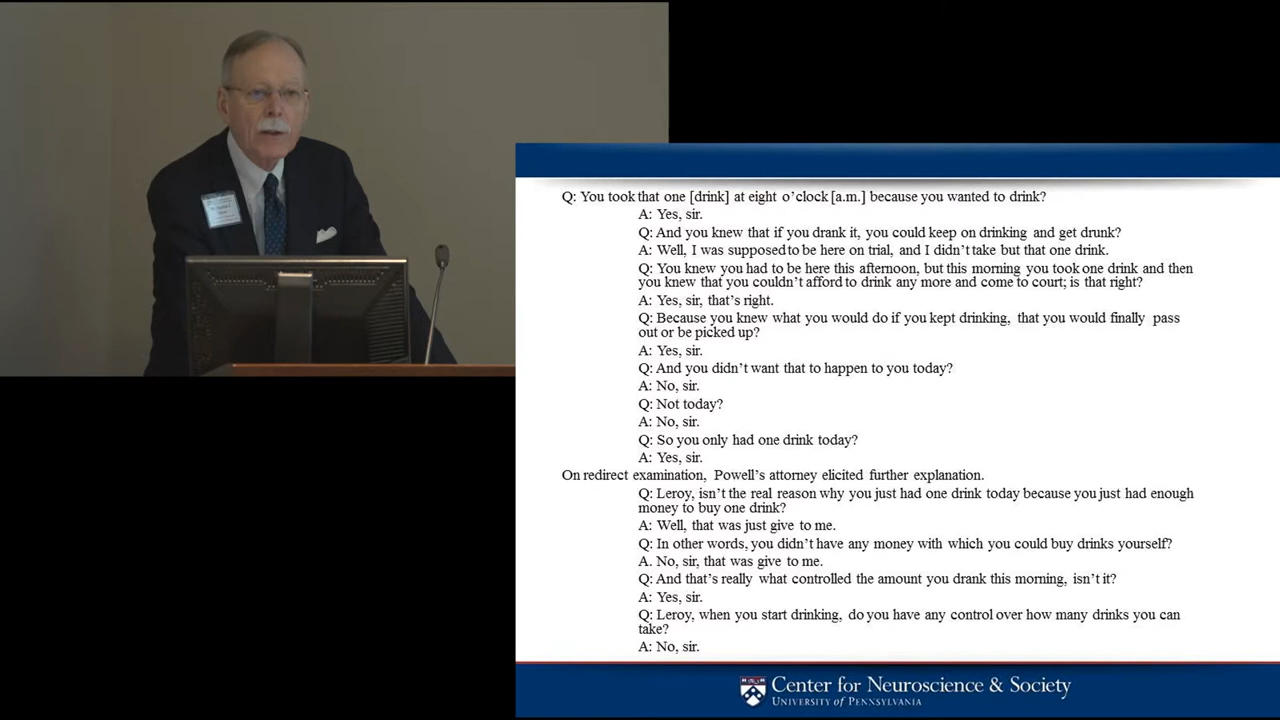 Q: You took that one [drink] at eight o’clock [a.m.] because you wanted to drink?
A: Yes, sir.
Q: And you knew that if you drank it, you could keep on drinking and get drunk?
A: Well, I was supposed to be here on trial, and I didn’t take but that one drink.
Q: You knew you had to be here this afternoon, but this morning you took one drink and then
you knew that you couldn’t afford to drink any more and come to court; is that right?
A: Yes, sir, that’s right.
Q: Because you knew what you would do if you kept drinking, that you would finally pass
out or be picked up?
A: Yes, sir.
Q: And you didn’t want that to happen to you today?
A: No, sir.
Q: Not today?
A: No, sir.
Q: So you only had one drink today?
A: Yes, sir.
On redirect examination, Powell’s attorney elicited further explanation.
Q: Leroy, isn’t the real reason why you just had one drink today because you just had enough
money to buy one drink?
A: Well, that was just give to me.
Q: In other words, you didn’t have any money with which you could buy drinks yourself?
A. No, sir, that was give to me.
Q: And that’s really what controlled the amount you drank this morning, isn’t it?
A: Yes, sir.
Q: Leroy, when you start drinking, do you have any control over how many drinks you can
take?
A: No, sir.
Center for Neuroscience & Society
UNIVERSITY of PENNSYLVANIA